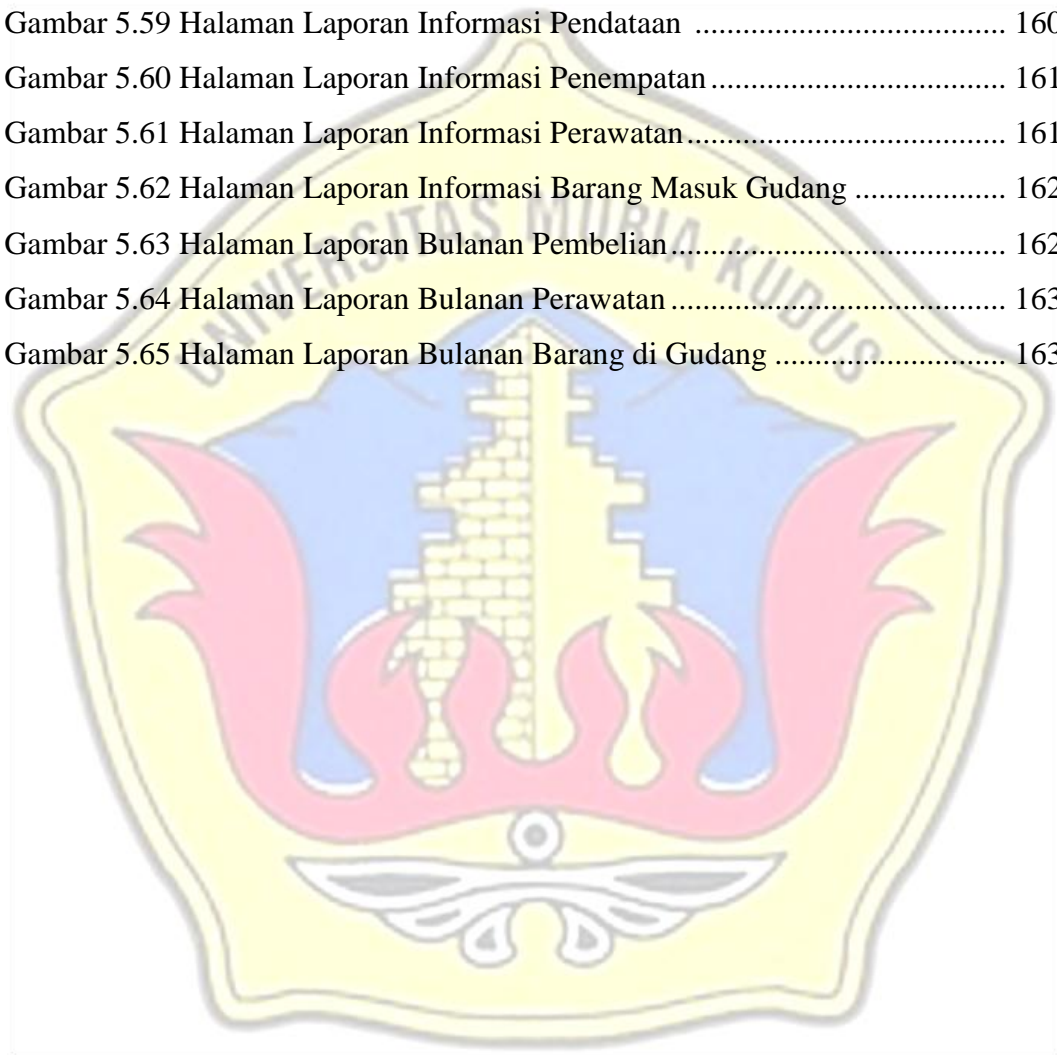 Gambar 5.59 Halaman Laporan Informasi Pendataan ................................... 160
Gambar 5.60 Halaman Laporan Informasi Penempatan ................................. 161
Gambar 5.61 Halaman Laporan Informasi Perawatan .................................... 161
Gambar 5.62 Halaman Laporan Informasi Barang Masuk Gudang ................. 162
Gambar 5.63 Halaman Laporan Bulanan Pembelian ...................................... 162
Gambar 5.64 Halaman Laporan Bulanan Perawatan ...................................... 163
Gambar 5.65 Halaman Laporan Bulanan Barang di Gudang .......................... 163
UNIVERSITAS MURIA KUDUS